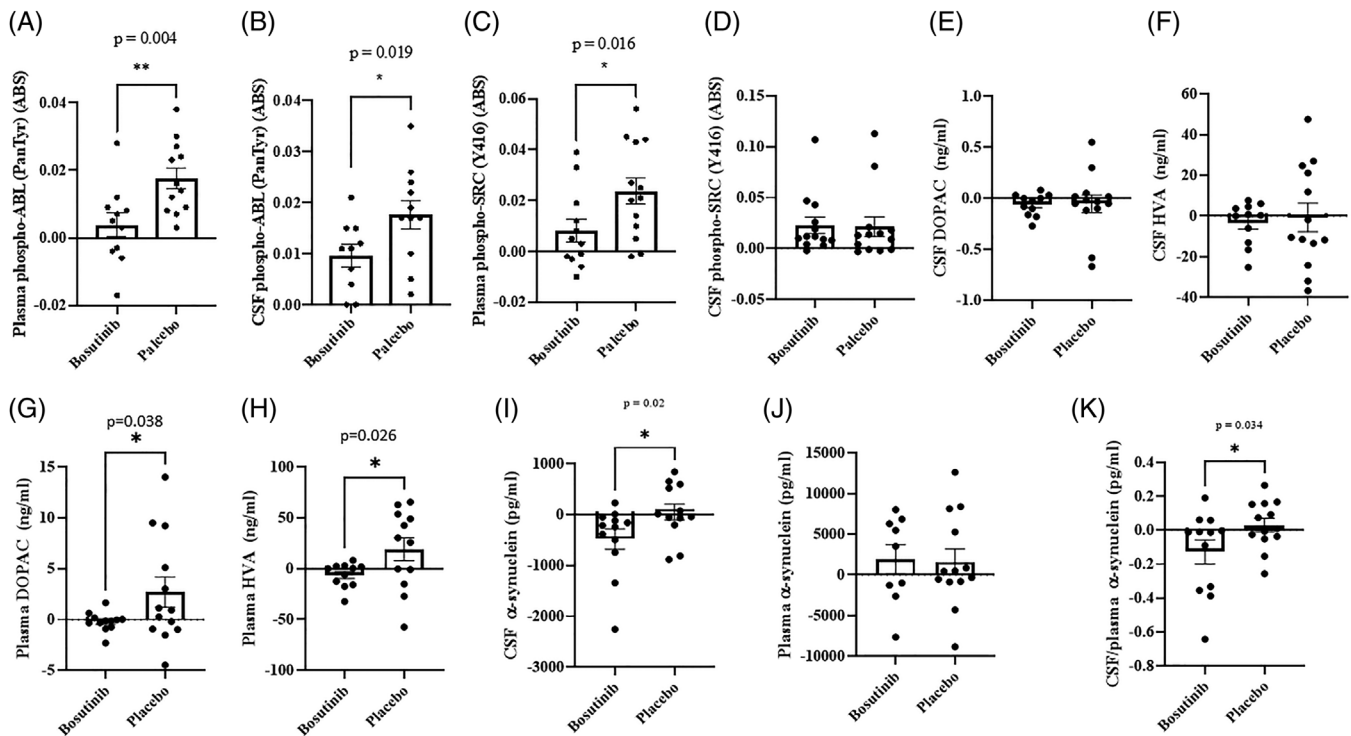 (A)
p = 0.004
**
Plasma phospho-ABL (PanTyr) (ABS)
0.04
0.02
0.00
-0.02
Bosutinib
Palcebo
(B)
p = 0.019
*
CSF phospho-ABL (PanTyr) (ABS)
0.04
0.03
0.02
0.01
0.00
Bosutinib
Palcebo
(C)
p = 0.016
*
Plasma phospho-SRC (Y416) (ABS)
0.06
0.04
0.02
0.00
-0.02
Bosutinib
Palcebo
(D)
CSF phospho-SRC (Y416) (ABS)
0.15
0.10
0.05
0.00
-0.05
Bosutinib
Palcebo
(E)
CSF DOPAC (ng/ml)
1.0
0.5
0.0
-0.5
-1.0
Bosutinib
Placebo
(F)
CSF HVA (ng/ml)
60
40
20
0
-20
-40
Bosutinib
Placebo
(G)
p=0.038
*
Plasma DOPAC (ng/ml)
15
10
5
0
-5
Bosutinib
Placebo
(H)
p=0.026
*
Plasma HVA (ng/ml)
100
50
0
-50
-100
Bosutinib
Placebo
(I)
p = 0.02
*
CSF α-synuclein (pg/ml)
1000
0
-1000
-2000
-3000
Bosutinib
Placebo
(J)
Plasma α-synuclein (pg/ml)
15000
10000
5000
0
-5000
-10000
Bosutinib
Placebo
(K)
p = 0.034
*
CSF/plasma α-synuclein (pg/ml)
0.4
0.2
0.0
-0.2
-0.4
-0.6
-0.8
Bosutinib
Placebo